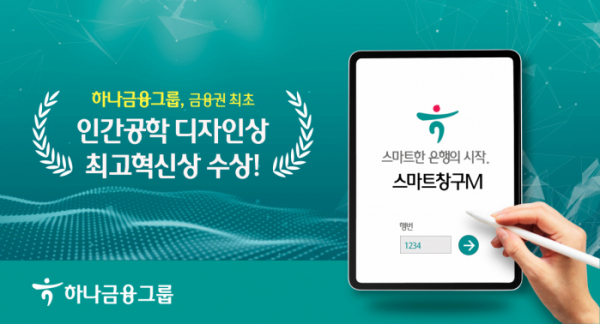 하나금융그룹, 금융권 최초
인간공학 디자인상
최고혁신상 수상!
스마트한 은행의 시작.
스마트창구M
행번
1234
하나금융그룹